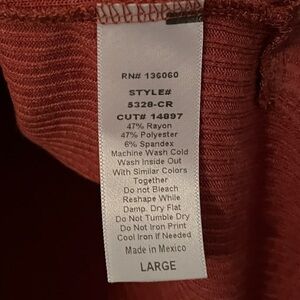 RN# 136060
STYLE#
5328-CR
CUT# 14897
47% Rayon
47% Polyester
6% Spandex
Machine Wash Cold
Wash Inside Out
With Similar Colors
Together
Do not Bleach
Reshape While
Damp. Dry Flat
Do Not Tumble Dry
Do Not Iron Print
Cool Iron if Needed
Made in Mexico
LARGE